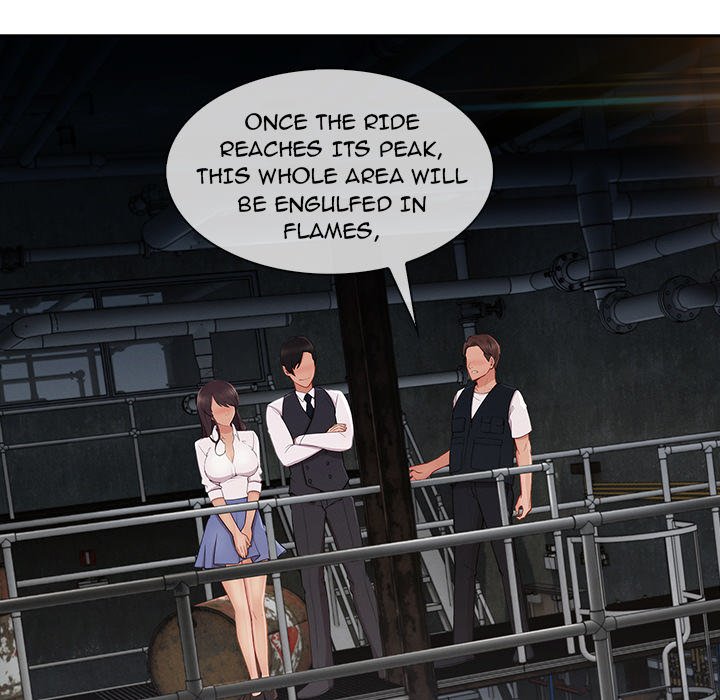 ONCE THE RIDE
REACHES ITS PEAK,
THIS WHOLE AREA WILL
BE ENGULFED IN
FLAMES,